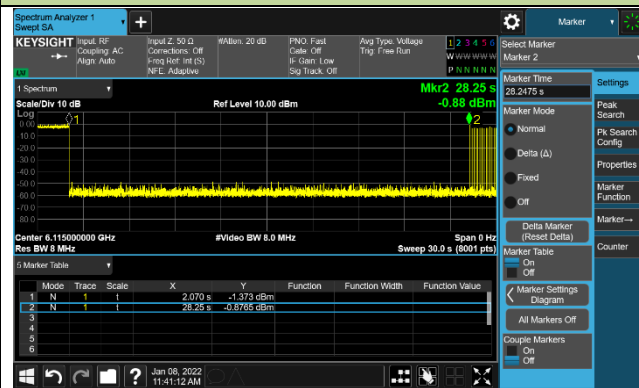 Spectrum Analyzer 1
Swept SA
Marker
KEYSIGHT
Input: RF
Coupling: AC
Align: Auto
Input Z: 50 Ω
Corrections: Off
Freq Ref: Int (S)
NFE: Adaptive
#Atten: 20 dB
PNO: Fast
Gate: Off
IF Gain: Low
Sig Track: Off
Avg Type: Voltage
Trig: Free Run
1 2 3 4 5 6
W W W W W W
P N N N N N
Select Marker
Marker 2
LXI
1 Spectrum
Mkr2 28.25 s
Scale/Div 10 dB
Ref Level 10.00 dBm
-0.88 dBm
Log
0.00
-10.0
-20.0
-30.0
-40.0
-50.0
-60.0
-70.0
-80.0
1
2
Center 6.115000000 GHz
Res BW 8 MHz
#Video BW 8.0 MHz
Span 0 Hz
Sweep 30.0 s (8001 pts)
5 Marker Table
Mode Trace Scale X Y Function Function Width Function Value
1 N 1 t 2.070 s -1.373 dBm
2 N 1 t 28.25 s -0.8765 dBm
3
4
5
6
Marker Time
28.2475 s
Marker Mode
Normal
Delta (Δ)
Fixed
Off
Delta Marker
(Reset Delta)
Marker Table
On
Off
Marker Settings
Diagram
All Markers Off
Couple Markers
On
Off
Settings
Peak
Search
Pk Search
Config
Properties
Marker
Function
Marker→
Counter
Jan 08, 2022
11:41:12 AM